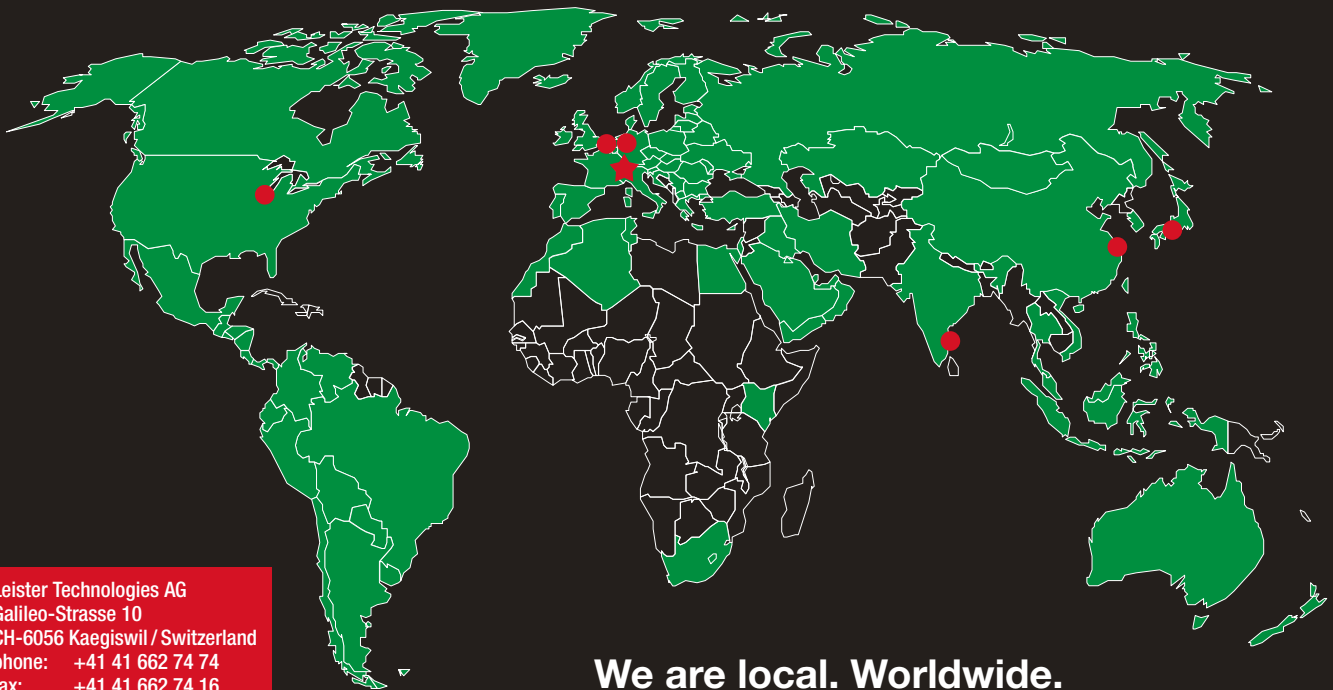 eister Technologies AG
Galileo-Strasse 10
CH-6056 Kaegiswil / Switzerland
phone: +41 41 662 74 74
ax: +41 41 662 74 16
We are local. Worldwide.